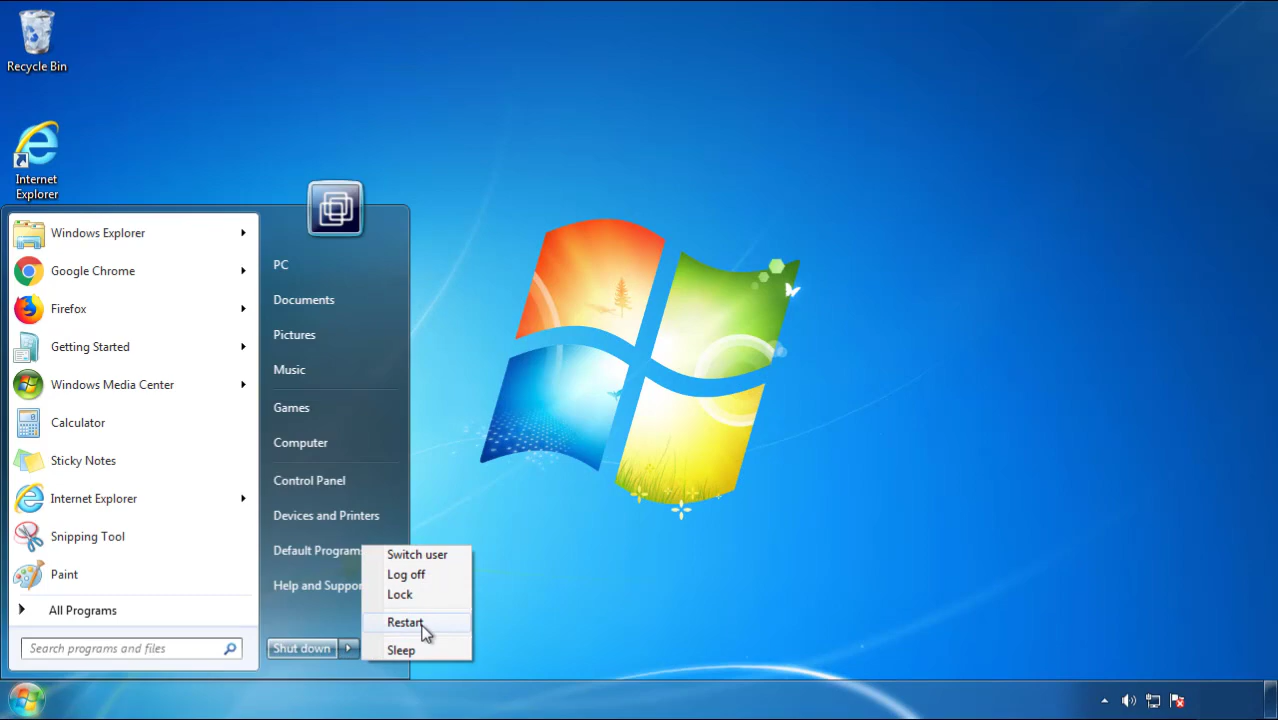 Recycle Bin
Internet
Explorer
Windows Explorer
Google Chrome
Firefox
Getting Started
Windows Media Center
Calculator
Sticky Notes
Internet Explorer
Snipping Tool
Paint
All Programs
Search programs and files
PC
Documents
Pictures
Music
Games
Computer
Control Panel
Devices and Printers
Default Program
Help and Suppor
Shut down
Switch user
Log off
Lock
Restart
Sleep